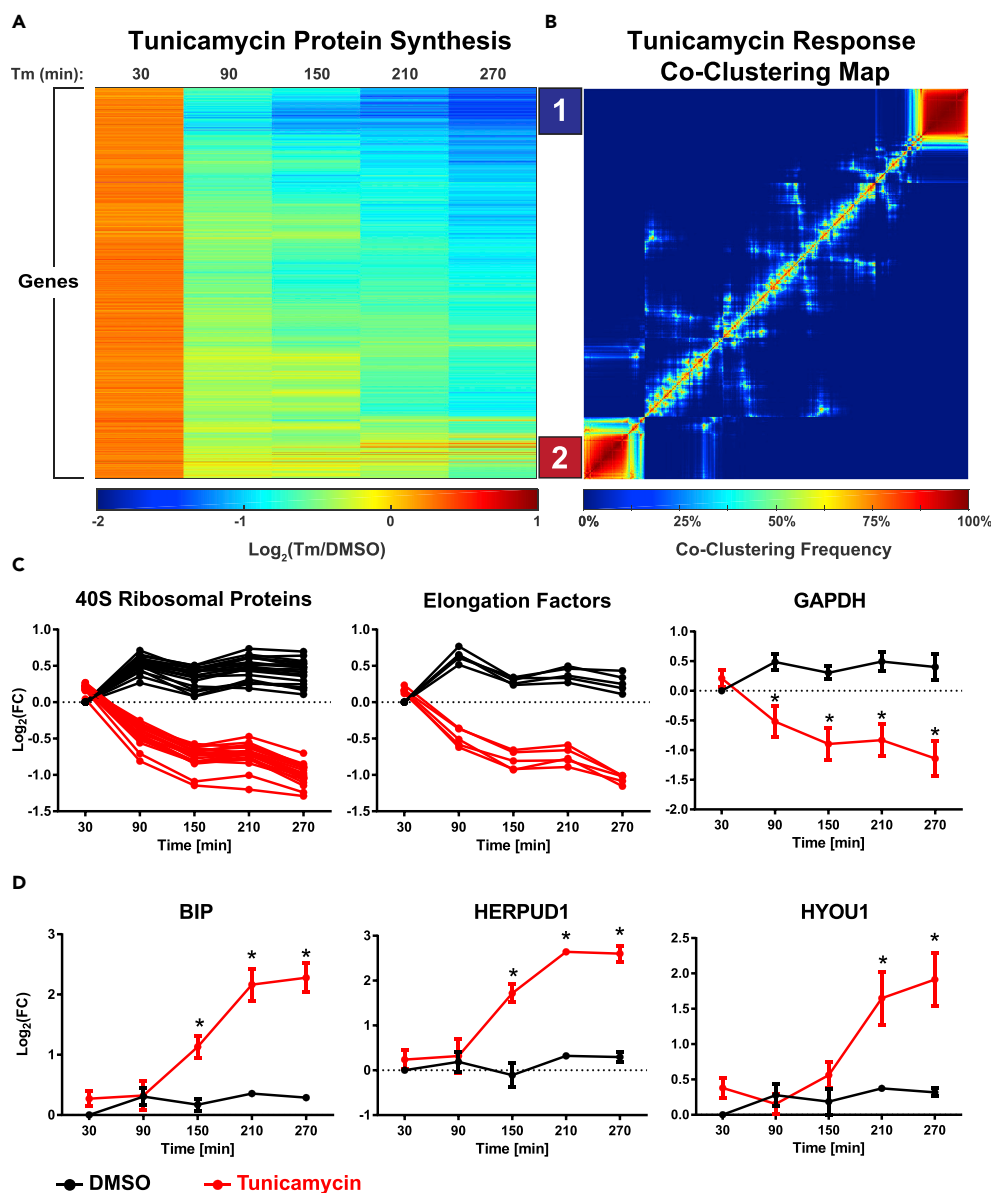 A
B
Tunicamycin Protein Synthesis
Tunicamycin Response
Co-Clustering Map
Tm (min): 30 90 150 210 270
Genes
1
2
-2 -1 0 1
Log2(Tm/DMSO)
0% 25% 50% 75% 100%
Co-Clustering Frequency
C
40S Ribosomal Proteins
Log2(FC)
1.0
0.5
0.0
-0.5
-1.0
-1.5
30 90 150 210 270
Time [min]
Elongation Factors
1.0
0.5
0.0
-0.5
-1.0
-1.5
30 90 150 210 270
Time [min]
GAPDH
1.0
0.5
0.0
-0.5
-1.0
-1.5
-2.0
* * * *
30 90 150 210 270
Time [min]
D
BIP
Log2(FC)
3
2
1
0
* * *
30 90 150 210 270
Time [min]
HERPUD1
3
2
1
0
-1
* * *
30 90 150 210 270
Time [min]
HYOU1
2.5
2.0
1.5
1.0
0.5
0.0
* *
30 90 150 210 270
Time [min]
DMSO
Tunicamycin